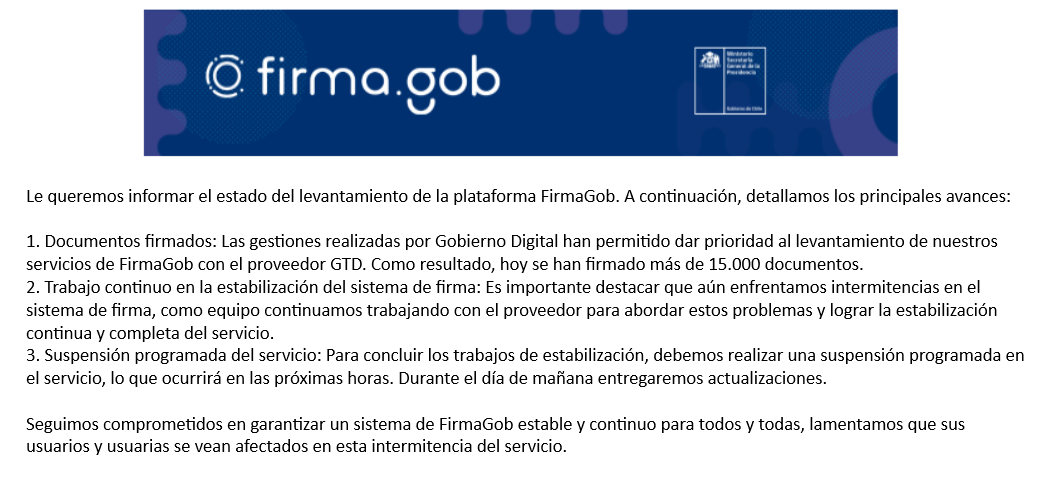 firma.gob
Ministerio
Secretaría
General de la
Presidencia
Gobierno de Chile
Le queremos informar el estado del levantamiento de la plataforma FirmaGob. A continuación, detallamos los principales avances:
1. Documentos firmados: Las gestiones realizadas por Gobierno Digital han permitido dar prioridad al levantamiento de nuestros
servicios de FirmaGob con el proveedor GTD. Como resultado, hoy se han firmado más de 15.000 documentos.
2. Trabajo continuo en la estabilización del sistema de firma: Es importante destacar que aún enfrentamos intermitencias en el
sistema de firma, como equipo continuamos trabajando con el proveedor para abordar estos problemas y lograr la estabilización
continua y completa del servicio.
3. Suspensión programada del servicio: Para concluir los trabajos de estabilización, debemos realizar una suspensión programada en
el servicio, lo que ocurrirá en las próximas horas. Durante el día de mañana entregaremos actualizaciones.
Seguimos comprometidos en garantizar un sistema de FirmaGob estable y continuo para todos y todas, lamentamos que sus
usuarios y usuarias se vean afectados en esta intermitencia del servicio.